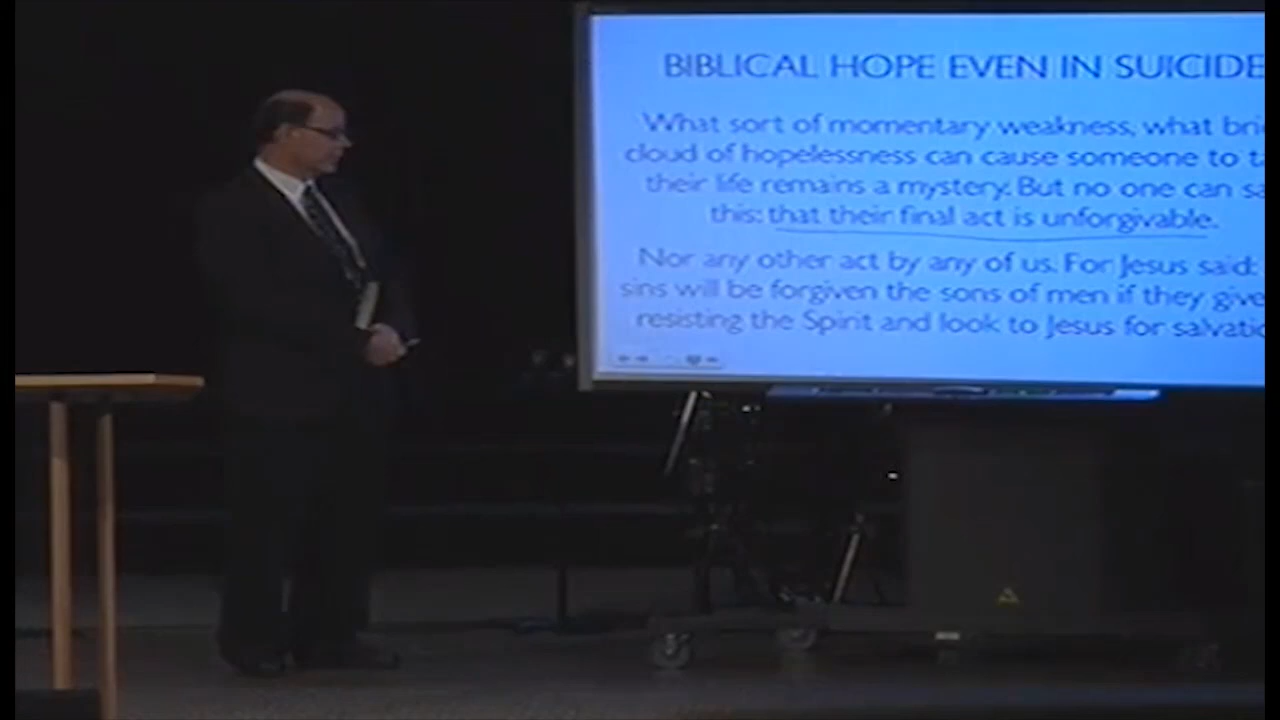 BIBLICAL HOPE EVEN IN SUICIDE
What sort of momentary weakness, what
cloud of hopelessness can cause someone to
their life remains a mystery. But no one can
this: that their final act is unforgivable.
Nor any other act by any of us. For Jesus said:
sins will be forgiven the sons of men if they give
resisting the Spirit and look to Jesus for